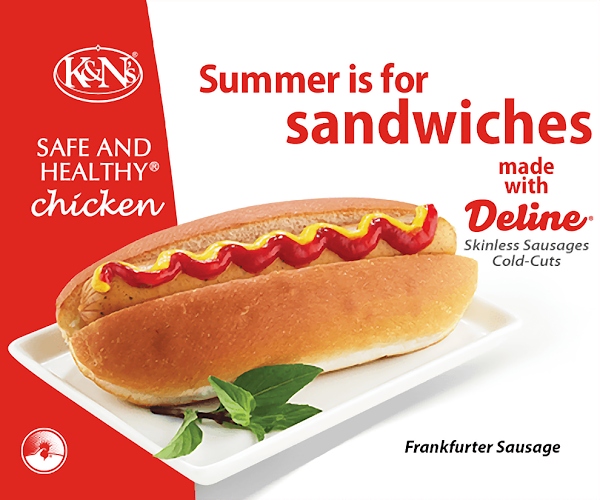 K&N's®
SAFE AND
HEALTHY®
chicken
Summer is for
sandwiches
made
with
Deline®
Skinless Sausages
Cold-Cuts
Frankfurter Sausage